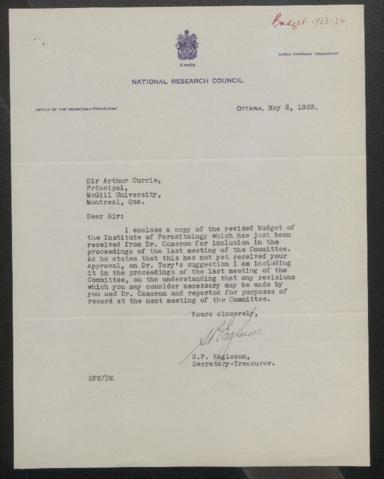 Budget 1933-34
CANADA
CABLE ADDRESS "RESEARCH"
NATIONAL RESEARCH COUNCIL
OFFICE OF THE SECRETARY-TREASURER
OTTAWA, May 3, 1933.
Sir Arthur Currie,
Principal,
McGill University,
Montreal, Que.
Dear Sir:
I enclose a copy of the revised budget of
the Institute of Parasitology which has just been
received from Dr. Cameron for inclusion in the
proceedings of the last meeting of the Committee.
As he states that this has not yet received your
approval, on Dr. Tory's suggestion I am including
it in the proceedings of the last meeting of the
Committee, on the understanding that any revisions
which you may consider necessary may be made by
you and Dr. Cameron and reported for purposes of
record at the next meeting of the Committee.
Yours sincerely,
SP Eagleson
S.P. Eagleson,
Secretary-Treasurer.
SPE/DE